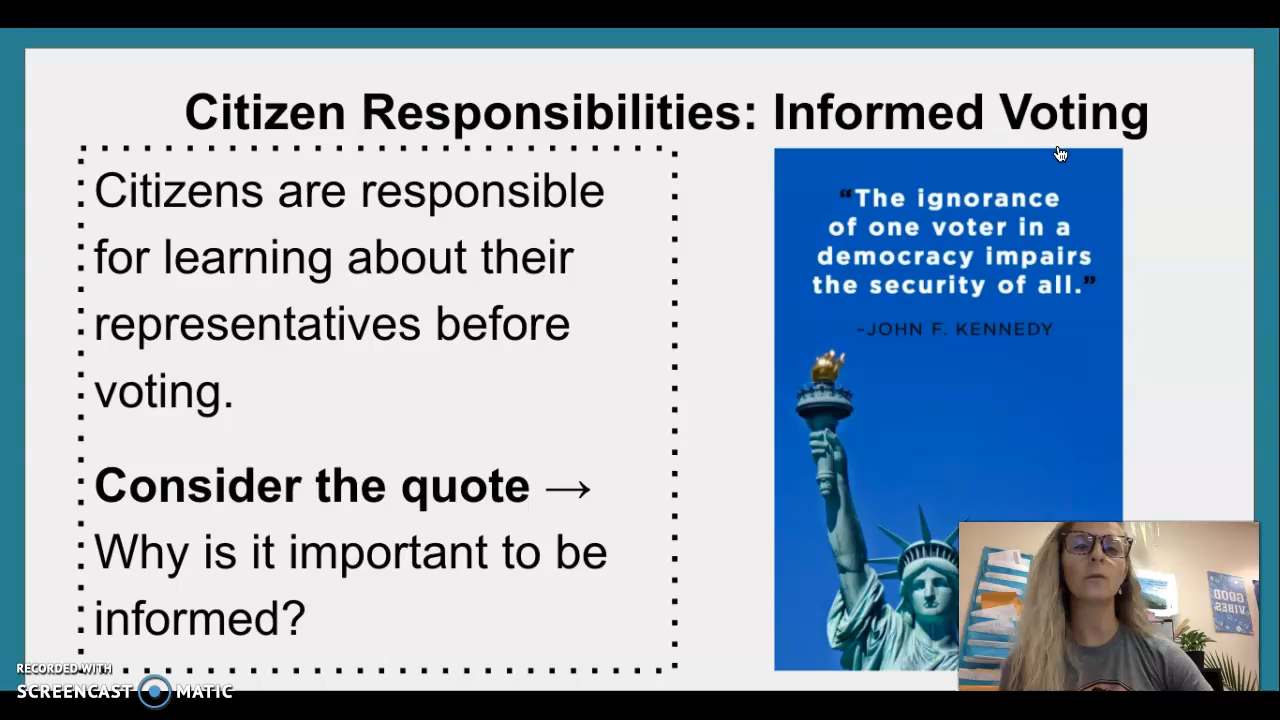 Citizen Responsibilities: Informed Voting
Citizens are responsible
for learning about their
representatives before
voting.
Consider the quote →
Why is it important to be
informed?
“The ignorance
of one voter in a
democracy impairs
the security of all.”
-JOHN F. KENNEDY
GOOD
VIBES
RECORDED WITH
SCREENCAST MATIC